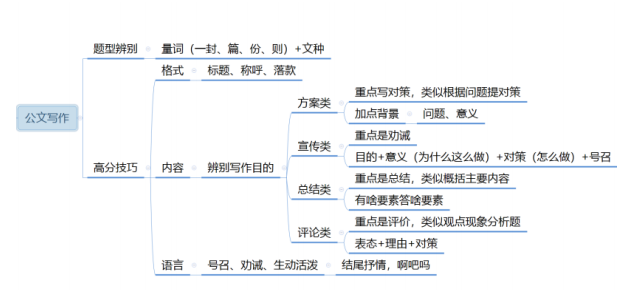 公文写作
题型辨别
量词（一封、篇、份、则）+文种
高分技巧
格式
标题、称呼、落款
内容
辨别写作目的
方案类
重点写对策，类似根据问题提对策
加点背景
问题、意义
宣传类
重点是劝诫
目的+意义（为什么这么做）+对策（怎么做）+号召
总结类
重点是总结，类似概括主要内容
有啥要素答啥要素
评论类
重点是评价，类似观点现象分析题
表态+理由+对策
语言
号召、劝诫、生动活泼
结尾抒情，啊吧吗